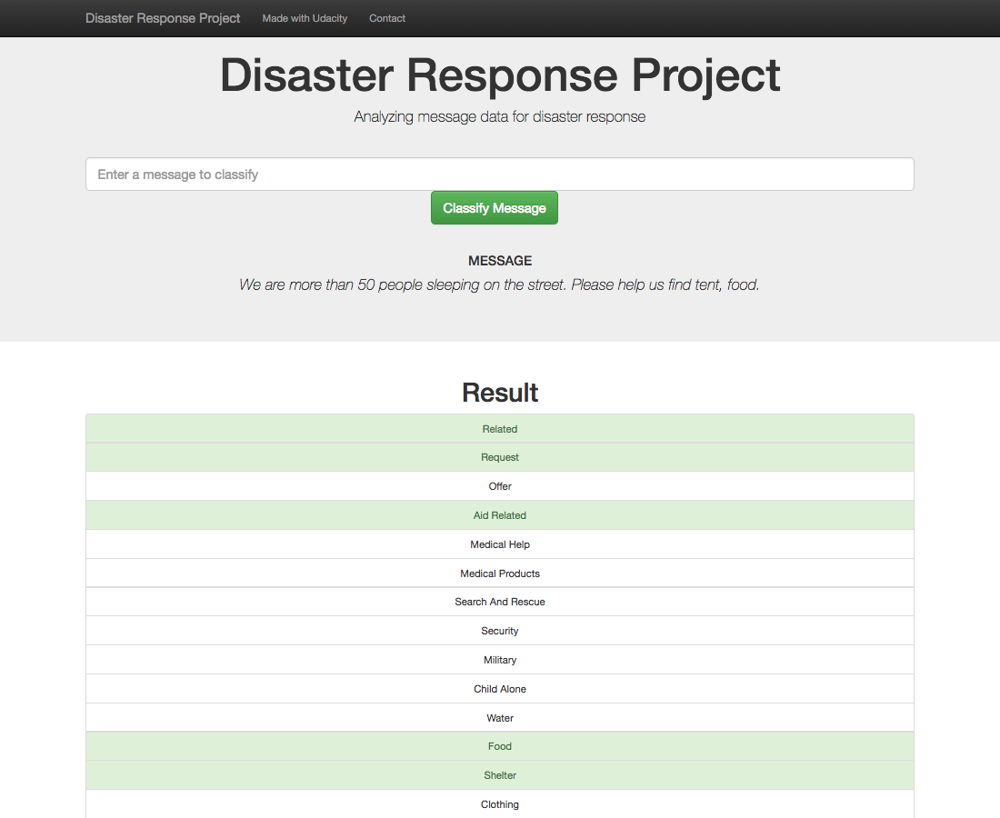 Disaster Response Project Made with Udacity Contact
Disaster Response Project
Analyzing message data for disaster response
Enter a message to classify
Classify Message
MESSAGE
We are more than 50 people sleeping on the street. Please help us find tent, food.
Result
Related
Request
Offer
Aid Related
Medical Help
Medical Products
Search And Rescue
Security
Military
Child Alone
Water
Food
Shelter
Clothing